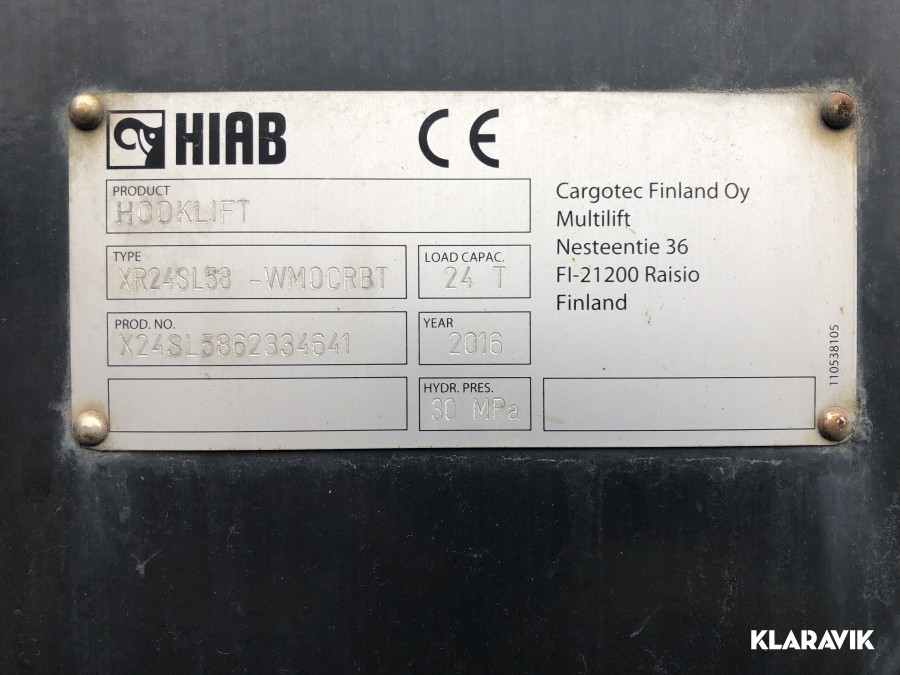 HIAB
CE
PRODUCT
HOOKLIFT
TYPE
XR24SL58 -WM0CRBT
LOAD CAPAC.
24 T
PROD. NO.
X24SL5862334641
YEAR
2016
HYDR. PRES.
30 MPa
Cargotec Finland Oy
Multilift
Nesteentie 36
FI-21200 Raisio
Finland
110538105
KLARAVIK